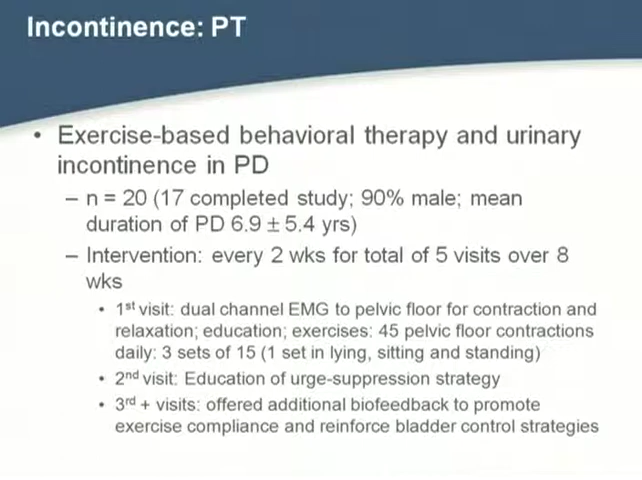 Incontinence: PT
• Exercise-based behavioral therapy and urinary
incontinence in PD
– n = 20 (17 completed study; 90% male; mean
duration of PD 6.9 ± 5.4 yrs)
– Intervention: every 2 wks for total of 5 visits over 8
wks
• 1st visit: dual channel EMG to pelvic floor for contraction and
relaxation; education; exercises: 45 pelvic floor contractions
daily: 3 sets of 15 (1 set in lying, sitting and standing)
• 2nd visit: Education of urge-suppression strategy
• 3rd + visits: offered additional biofeedback to promote
exercise compliance and reinforce bladder control strategies